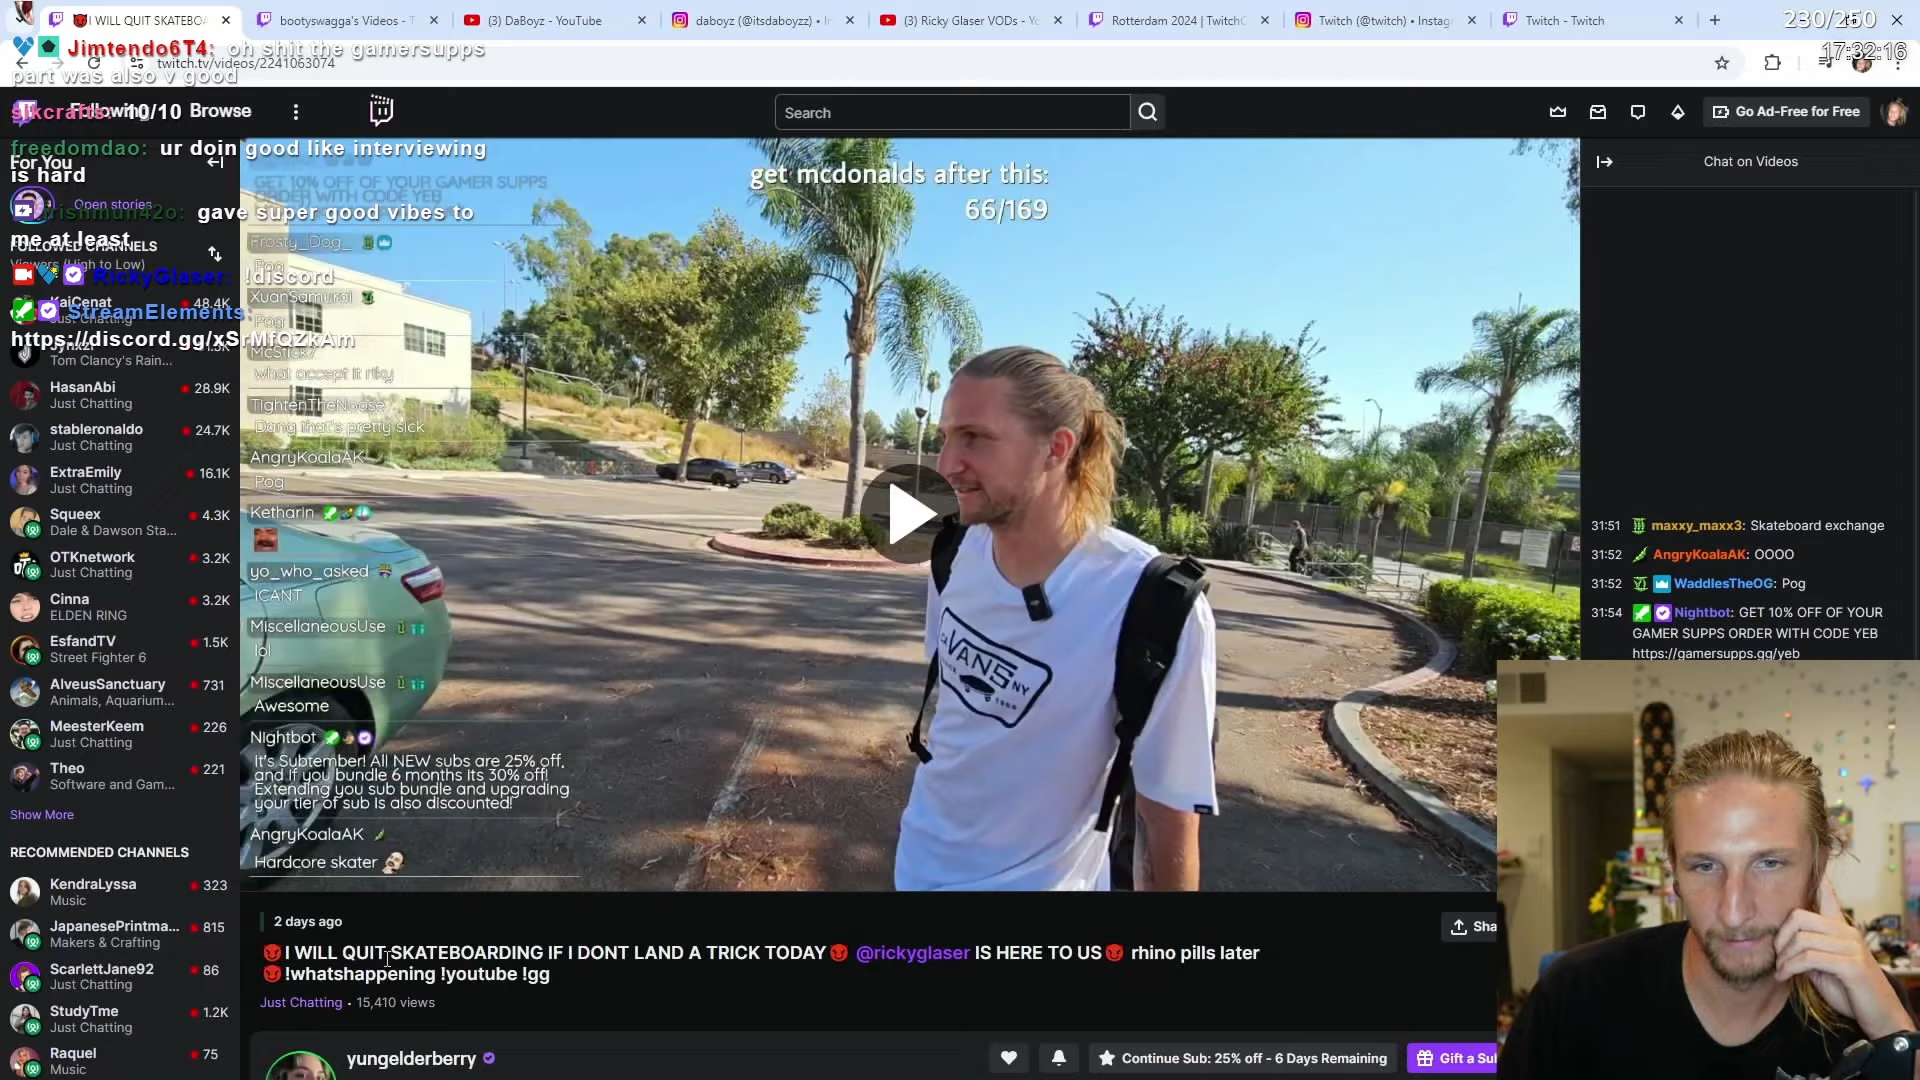 I WILL QUIT SKATEBOA
bootyswagga's Videos - T
(3) DaBoyz - YouTube
daboyz (@itsdaboyzz) • In
(3) Ricky Glaser VODs - Yo
Rotterdam 2024 | TwitchC
Twitch (@twitch) • Instag
Twitch - Twitch
230/250
17:32:16
twitch.tv/videos/2241063074
Jimtendo6T4: oh shit the gamersupps
part was also v good
sikcrafts: 10/10
freedomdao: ur doin good like interviewing
is hard
gave super good vibes to
me at least
RickyGlaser: !discord
StreamElements:
https://discord.gg/xSrMfQZkAm
Following
Browse
Search
Go Ad-Free for Free
For You
Open stories
FOLLOWED CHANNELS
Viewers (High to Low)
KaiCenat
48.4K
Just Chatting
Jynxzi
Tom Clancy's Rain...
HasanAbi
28.9K
Just Chatting
stableronaldo
24.7K
Just Chatting
ExtraEmily
16.1K
Just Chatting
Squeex
4.3K
Dale & Dawson Sta...
OTKnetwork
3.2K
Just Chatting
Cinna
3.2K
ELDEN RING
EsfandTV
1.5K
Street Fighter 6
AlveusSanctuary
731
Animals, Aquarium...
MeesterKeem
226
Just Chatting
Theo
221
Software and Gam...
Show More
RECOMMENDED CHANNELS
KendraLyssa
323
Music
JapanesePrintma...
815
Makers & Crafting
ScarlettJane92
86
Just Chatting
StudyTme
1.2K
Just Chatting
Raquel
75
Music
get mcdonalds after this:
66/169
GET 10% OFF OF YOUR GAMER SUPPS
ORDER WITH CODE YEB
Frosty_Dog_
Pog
XuanSamurai
Pog
McStick7
what accept it riky
TightenTheNoose
Dang that's pretty sick
AngryKoalaAK
Pog
Ketharin
yo_who_asked
ICANT
MiscellaneousUse
lol
MiscellaneousUse
Awesome
Nightbot
It's Subtember! All NEW subs are 25% off,
and if you bundle 6 months its 30% off!
Extending you sub bundle and upgrading
your tier of sub is also discounted!
AngryKoalaAK
Hardcore skater
VANS
NY
1966
Chat on Videos
31:51 maxxy_maxx3: Skateboard exchange
31:52 AngryKoalaAK: OOOO
31:52 WaddlesTheOG: Pog
31:54 Nightbot: GET 10% OFF OF YOUR
GAMER SUPPS ORDER WITH CODE YEB
https://gamersupps.gg/yeb
2 days ago
Sha
I WILL QUIT SKATEBOARDING IF I DONT LAND A TRICK TODAY @rickyglaser IS HERE TO US rhino pills later
!whatshappening !youtube !gg
Just Chatting • 15,410 views
yungelderberry
Continue Sub: 25% off - 6 Days Remaining
Gift a Sub